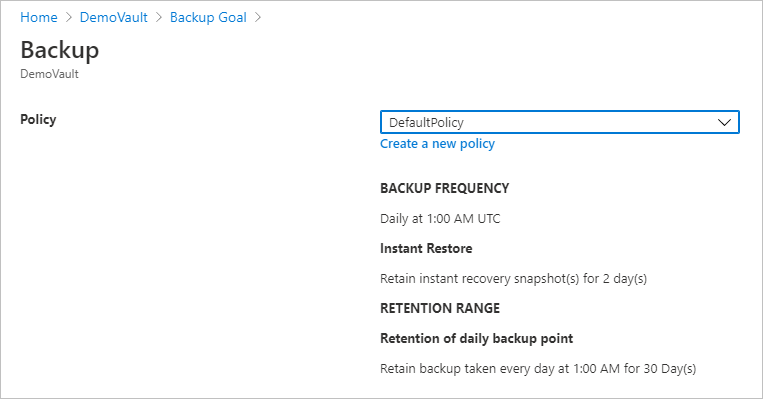 Home > DemoVault > Backup Goal >
Backup
DemoVault
Policy
DefaultPolicy
Create a new policy
BACKUP FREQUENCY
Daily at 1:00 AM UTC
Instant Restore
Retain instant recovery snapshot(s) for 2 day(s)
RETENTION RANGE
Retention of daily backup point
Retain backup taken every day at 1:00 AM for 30 Day(s)